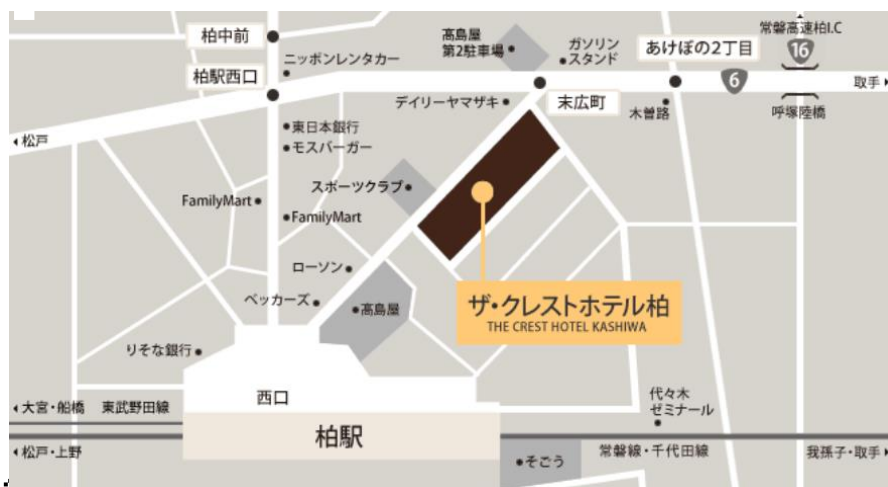 柏中前
ニッポンレンタカー
柏駅西口
髙島屋
第2駐車場
ガソリン
スタンド
あけぼの2丁目
常磐高速柏I.C
16
6
取手
デイリーヤマザキ
末広町
木曽路
呼塚陸橋
松戸
東日本銀行
モスバーガー
スポーツクラブ
FamilyMart
FamilyMart
ローソン
ベッカーズ
髙島屋
ザ・クレストホテル柏
THE CREST HOTEL KASHIWA
りそな銀行
西口
代々木
ゼミナール
大宮・船橋 東武野田線
柏駅
松戸・上野
そごう
常磐線・千代田線
我孫子・取手